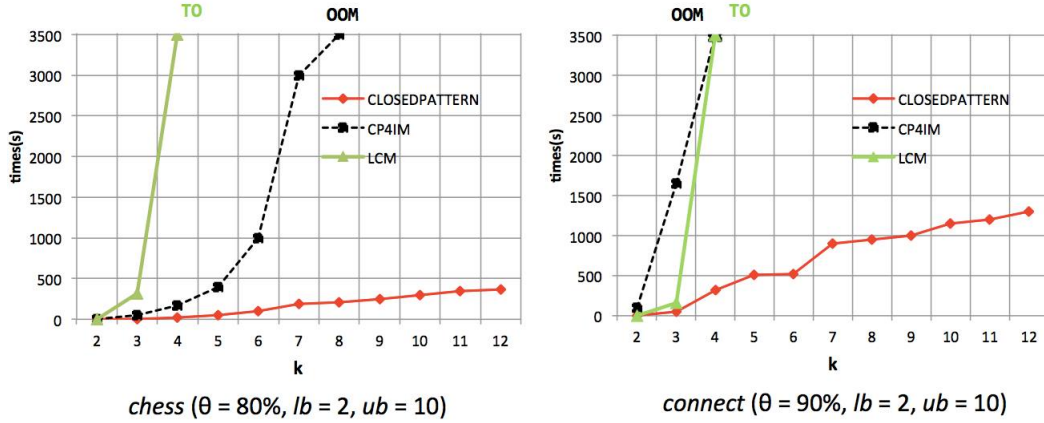 TO
OOM
3500
3000
2500
2000
1500
1000
500
0
times(s)
CLOSEDPATTERN
CP4IM
LCM
2 3 4 5 6 7 8 9 10 11 12
k
chess (θ = 80%, lb = 2, ub = 10)
OOM
TO
3500
3000
2500
2000
1500
1000
500
0
times(s)
CLOSEDPATTERN
CP4IM
LCM
2 3 4 5 6 7 8 9 10 11 12
k
connect (θ = 90%, lb = 2, ub = 10)